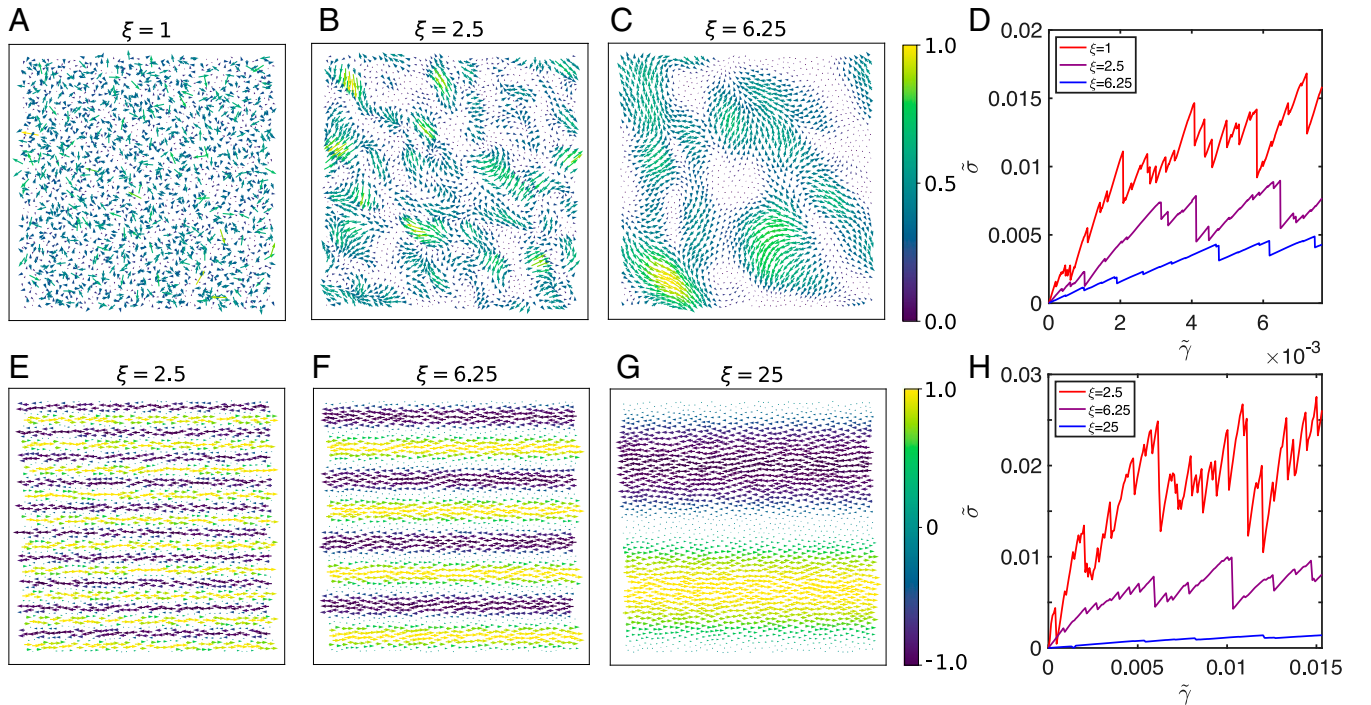 A
ξ = 1
B
ξ = 2.5
C
ξ = 6.25
1.0
0.5
0.0
D
0.02
0.015
0.01
0.005
0
σ̃
ξ=1
ξ=2.5
ξ=6.25
0 2 4 6
γ̃
×10⁻³
E
ξ = 2.5
F
ξ = 6.25
G
ξ = 25
1.0
0
-1.0
H
0.03
0.02
0.01
0
σ̃
ξ=2.5
ξ=6.25
ξ=25
0 0.005 0.01 0.015
γ̃